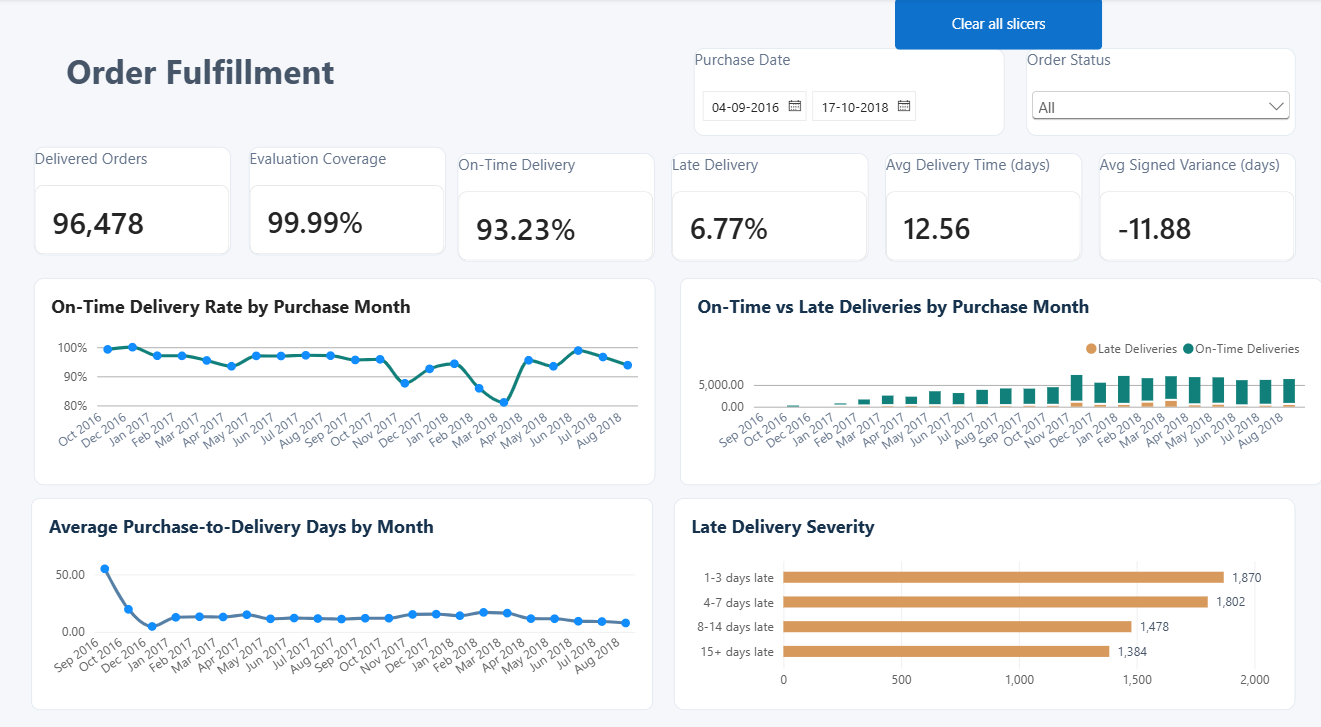 Clear all slicers
Order Fulfillment
Purchase Date
Order Status
04-09-2016
17-10-2018
All
Delivered Orders
Evaluation Coverage
On-Time Delivery
Late Delivery
Avg Delivery Time (days)
Avg Signed Variance (days)
96,478
99.99%
93.23%
6.77%
12.56
-11.88
On-Time Delivery Rate by Purchase Month
100%
90%
80%
Oct 2016
Dec 2016
Jan 2017
Feb 2017
Mar 2017
Apr 2017
May 2017
Jun 2017
Jul 2017
Aug 2017
Sep 2017
Oct 2017
Nov 2017
Dec 2017
Jan 2018
Feb 2018
Mar 2018
Apr 2018
May 2018
Jun 2018
Jul 2018
Aug 2018
On-Time vs Late Deliveries by Purchase Month
Late Deliveries
On-Time Deliveries
5,000.00
0.00
Sep 2016
Oct 2016
Dec 2016
Jan 2017
Feb 2017
Mar 2017
Apr 2017
May 2017
Jun 2017
Jul 2017
Aug 2017
Sep 2017
Oct 2017
Nov 2017
Dec 2017
Jan 2018
Feb 2018
Mar 2018
Apr 2018
May 2018
Jun 2018
Jul 2018
Aug 2018
Average Purchase-to-Delivery Days by Month
50.00
0.00
Sep 2016
Oct 2016
Dec 2016
Jan 2017
Feb 2017
Mar 2017
Apr 2017
May 2017
Jun 2017
Jul 2017
Aug 2017
Sep 2017
Oct 2017
Nov 2017
Dec 2017
Jan 2018
Feb 2018
Mar 2018
Apr 2018
May 2018
Jun 2018
Jul 2018
Aug 2018
Late Delivery Severity
1-3 days late
1,870
4-7 days late
1,802
8-14 days late
1,478
15+ days late
1,384
0
500
1,000
1,500
2,000